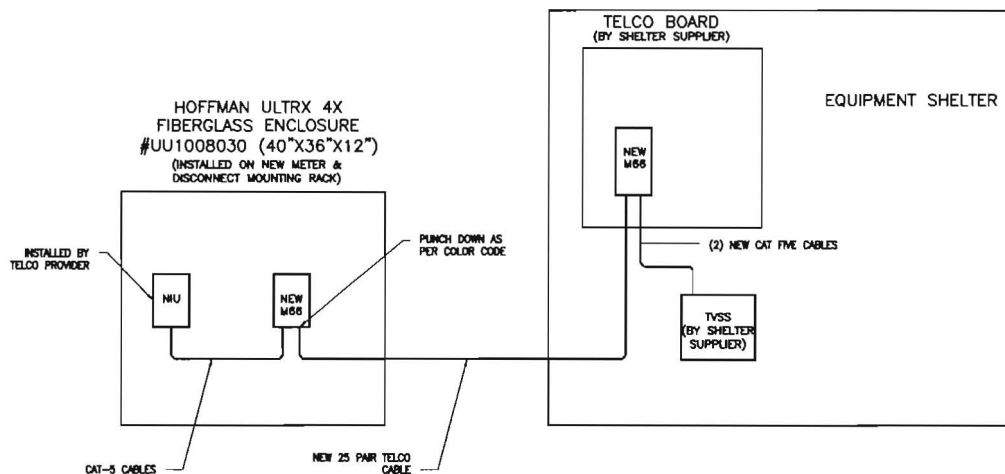 TELCO BOARD
(BY SHELTER SUPPLIER)
EQUIPMENT SHELTER
HOFFMAN ULTRX 4X
FIBERGLASS ENCLOSURE
#UU1008030 (40"X36"X12")
(INSTALLED ON NEW METER &
DISCONNECT MOUNTING RACK)
NEW
M66
INSTALLED BY
TELCO PROVIDER
PUNCH DOWN AS
PER COLOR CODE
(2) NEW CAT FIVE CABLES
NIU
NEW
M66
TVSS
(BY SHELTER
SUPPLIER)
CAT-5 CABLES
NEW 25 PAIR TELCO
CABLE